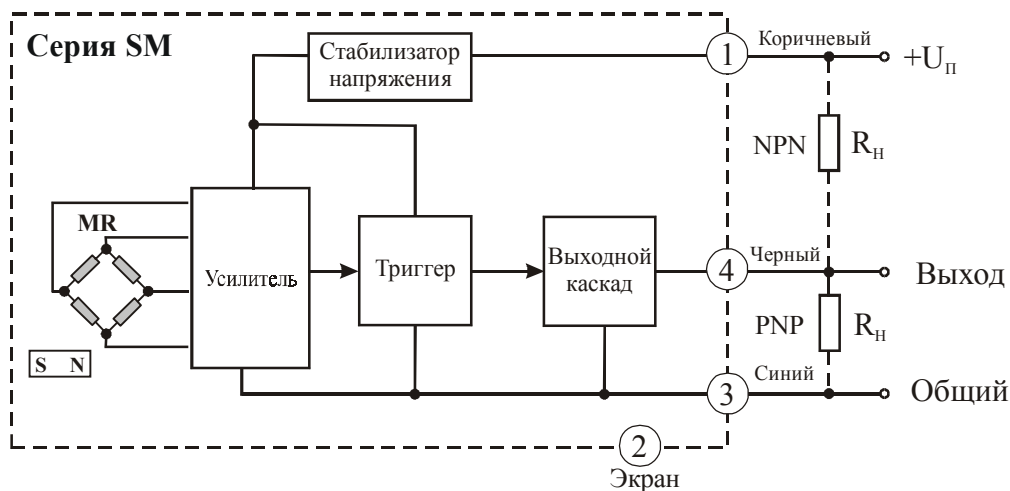 Серия SM
Стабилизатор
напряжения
1
Коричневый
+Uп
NPN
Rн
MR
Усилитель
Триггер
Выходной
каскад
4
Черный
Выход
PNP
Rн
S N
3
Синий
Общий
2
Экран